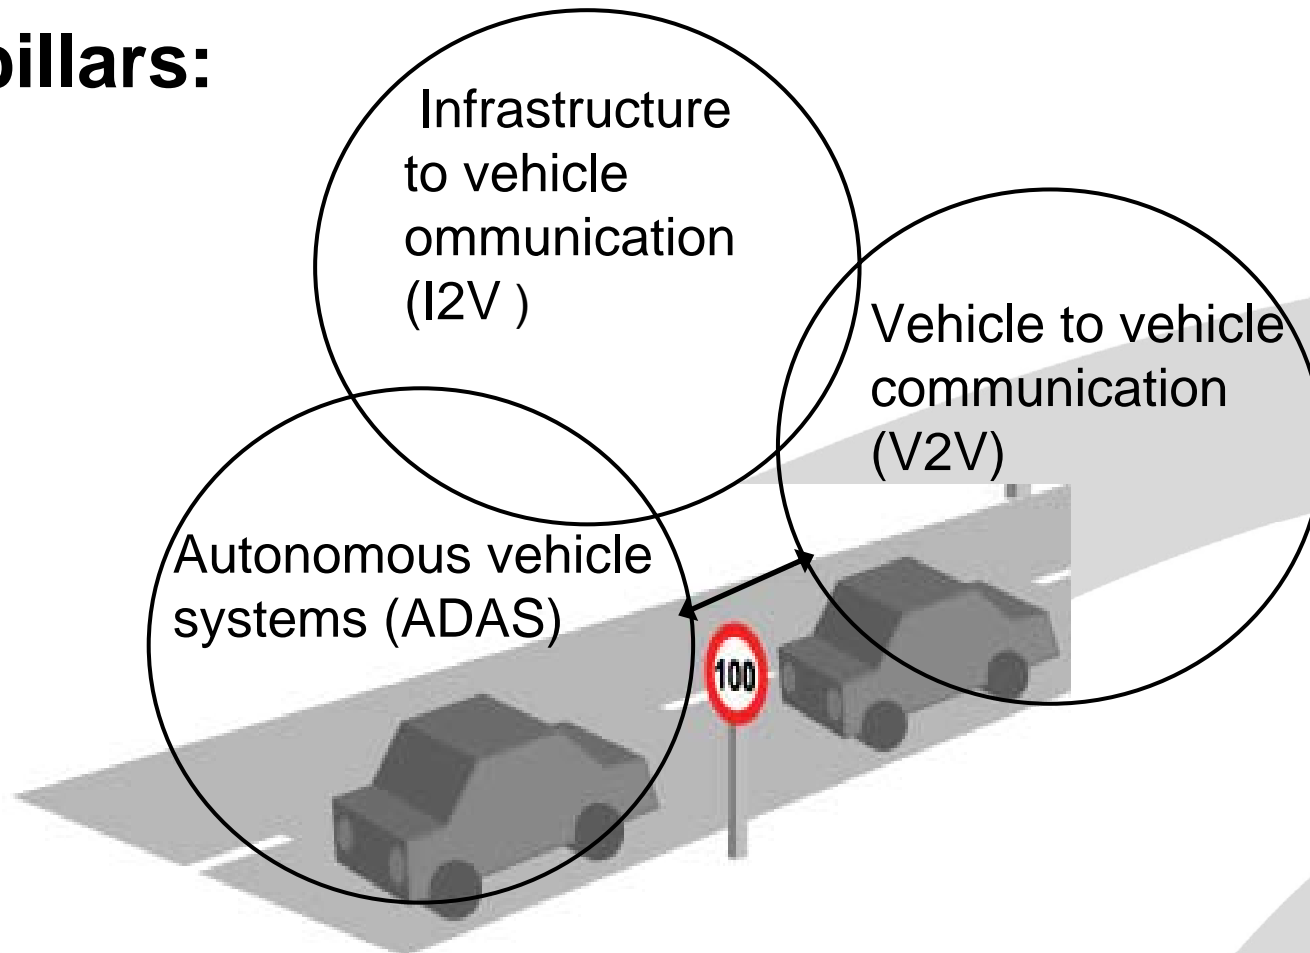 pillars:
Infrastructure
to vehicle
ommunication
(I2V )
Vehicle to vehicle
communication
(V2V)
Autonomous vehicle
systems (ADAS)
100